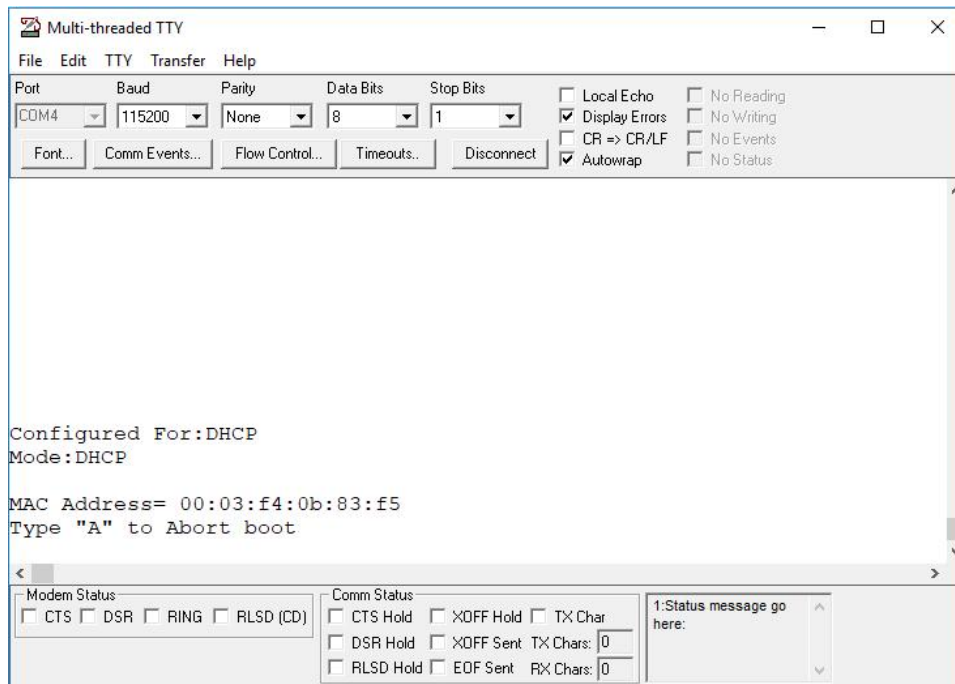 Multi-threaded TTY
File Edit TTY Transfer Help
Port Baud Parity Data Bits Stop Bits
COM4 115200 None 8 1
Local Echo No Reading
Display Errors No Writing
CR => CR/LF No Events
Autowrap No Status
Font... Comm Events... Flow Control... Timeouts.. Disconnect
Configured For:DHCP
Mode:DHCP
MAC Address= 00:03:f4:0b:83:f5
Type "A" to Abort boot
Modem Status
CTS DSR RING RLSD (CD)
Comm Status
CTS Hold XOFF Hold TX Char
DSR Hold XOFF Sent TX Chars: 0
RLSD Hold EOF Sent RX Chars: 0
1:Status message go
here: